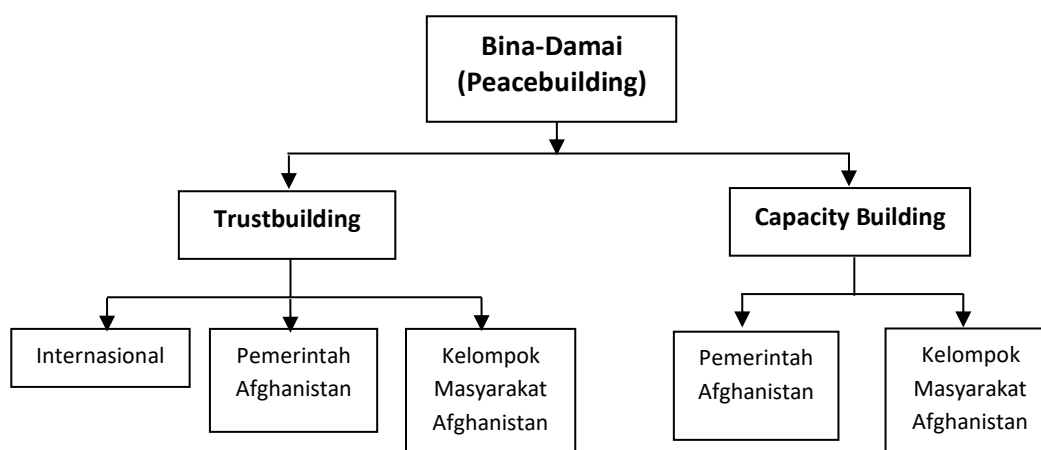 Bina-Damai
(Peacebuilding)
Trustbuilding
Capacity Building
Internasional
Pemerintah
Afghanistan
Kelompok
Masyarakat
Afghanistan
Pemerintah
Afghanistan
Kelompok
Masyarakat
Afghanistan